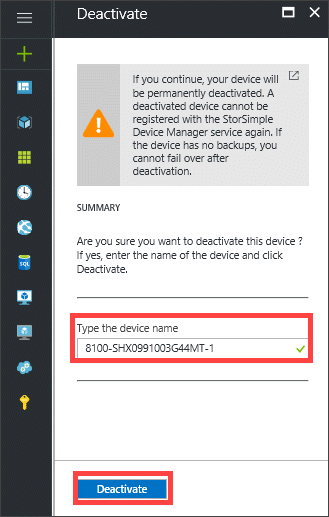 Deactivate
If you continue, your device will
be permanently deactivated. A
deactivated device cannot be
registered with the StorSimple
Device Manager service again. If
the device has no backups, you
cannot fail over after
deactivation.
SUMMARY
Are you sure you want to deactivate this device ?
If yes, enter the name of the device and click
Deactivate.
Type the device name
8100-SHX0991003G44MT-1
Deactivate
SQL